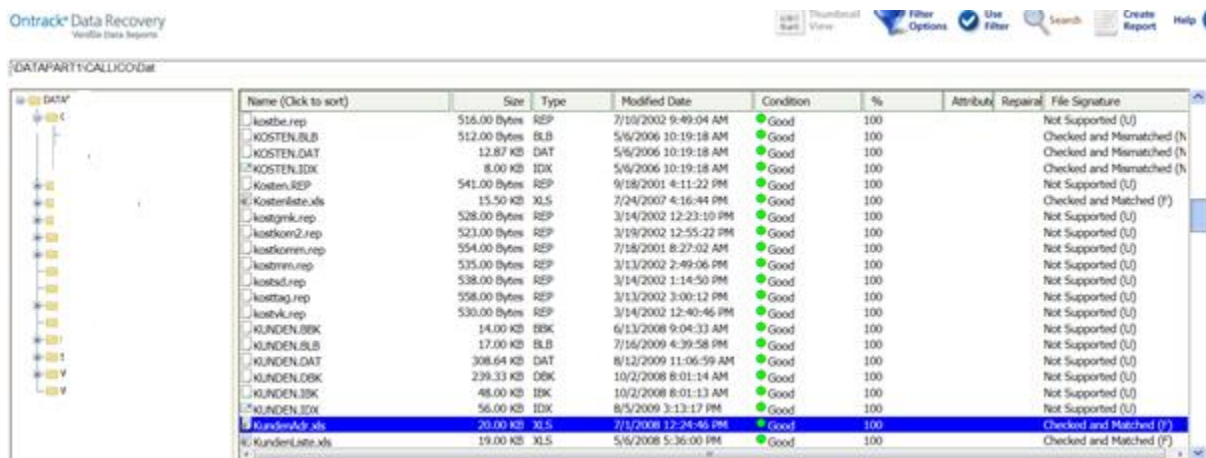 Ontrack® Data Recovery
Verifile Data Reports
Thumbnail View
Filter Options
Use Filter
Search
Create Report
Help
\DATAPART1\CALLICO\Dat
DATA
Name (Click to sort) Size Type Modified Date Condition % Attribut Repairal File Signature
kostbe.rep 516.00 Bytes REP 7/10/2002 9:49:04 AM Good 100 Not Supported (U)
KOSTEN.BLB 512.00 Bytes BLB 5/6/2006 10:19:18 AM Good 100 Checked and Mismatched (N
KOSTEN.DAT 12.87 KB DAT 5/6/2006 10:19:18 AM Good 100 Checked and Mismatched (N
KOSTEN.IDX 8.00 KB IDX 5/6/2006 10:19:18 AM Good 100 Checked and Mismatched (N
Kosten.REP 541.00 Bytes REP 9/18/2001 4:11:22 PM Good 100 Not Supported (U)
Kostenliste.xls 15.50 KB XLS 7/24/2007 4:16:44 PM Good 100 Checked and Matched (F)
kostgmk.rep 528.00 Bytes REP 3/14/2002 12:23:10 PM Good 100 Not Supported (U)
kostkom2.rep 523.00 Bytes REP 3/19/2002 12:55:22 PM Good 100 Not Supported (U)
kostkomm.rep 554.00 Bytes REP 7/18/2001 8:27:02 AM Good 100 Not Supported (U)
kostmm.rep 535.00 Bytes REP 3/13/2002 2:49:06 PM Good 100 Not Supported (U)
kostsd.rep 538.00 Bytes REP 3/14/2002 1:14:50 PM Good 100 Not Supported (U)
kosttag.rep 558.00 Bytes REP 3/13/2002 3:00:12 PM Good 100 Not Supported (U)
kostvk.rep 530.00 Bytes REP 3/14/2002 12:40:46 PM Good 100 Not Supported (U)
KUNDEN.BBK 14.00 KB BBK 6/13/2008 9:04:33 AM Good 100 Not Supported (U)
KUNDEN.BLB 17.00 KB BLB 7/16/2009 4:39:58 PM Good 100 Not Supported (U)
KUNDEN.DAT 308.64 KB DAT 8/12/2009 11:06:59 AM Good 100 Not Supported (U)
KUNDEN.DBK 239.33 KB DBK 10/2/2008 8:01:14 AM Good 100 Not Supported (U)
KUNDEN.IBK 48.00 KB IBK 10/2/2008 8:01:13 AM Good 100 Not Supported (U)
KUNDEN.IDX 56.00 KB IDX 8/5/2009 3:13:17 PM Good 100 Not Supported (U)
KundenAdr.xls 20.00 KB XLS 7/1/2008 12:24:46 PM Good 100 Checked and Matched (F)
KundenListe.xls 19.00 KB XLS 5/6/2008 5:36:00 PM Good 100 Checked and Matched (F)